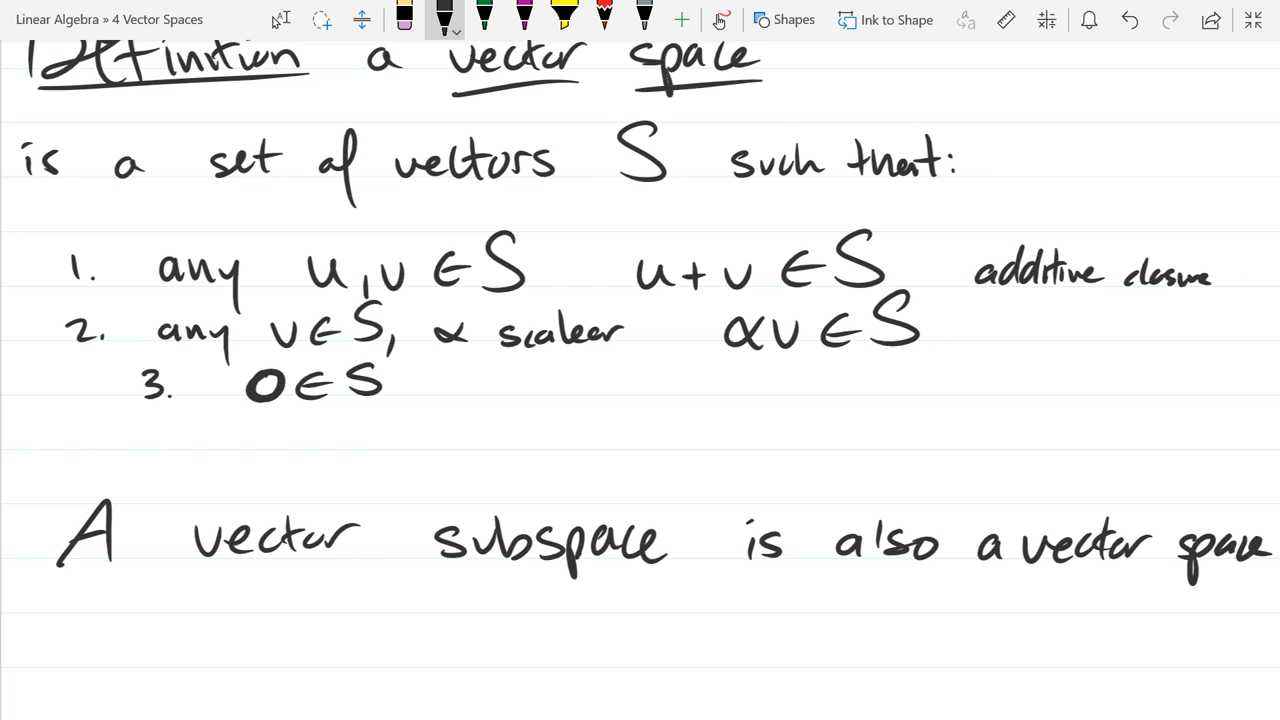 Linear Algebra » 4 Vector Spaces
Shapes
Ink to Shape
Definition a vector space
is a set of vectors S such that:
1. any u, v ∈ S u + v ∈ S additive closure
2. any v ∈ S, α scalar αv ∈ S
3. 0 ∈ S
A vector subspace is also a vector space